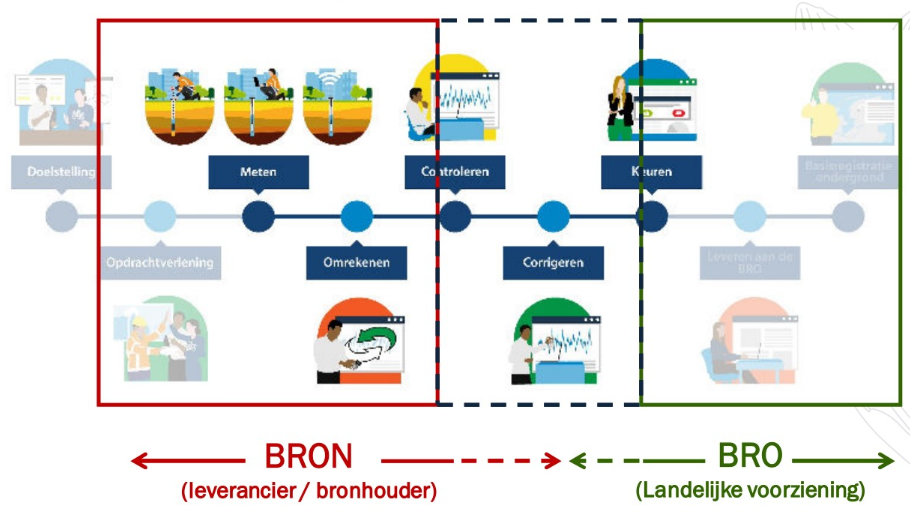 Doelstelling
Meten
Controleren
Keuren
Basisregistratie
ondergrond
Opdrachtverlening
Omrekenen
Corrigeren
Leveren aan de
BRO
BRON
(leverancier / bronhouder)
BRO
(Landelijke voorziening)